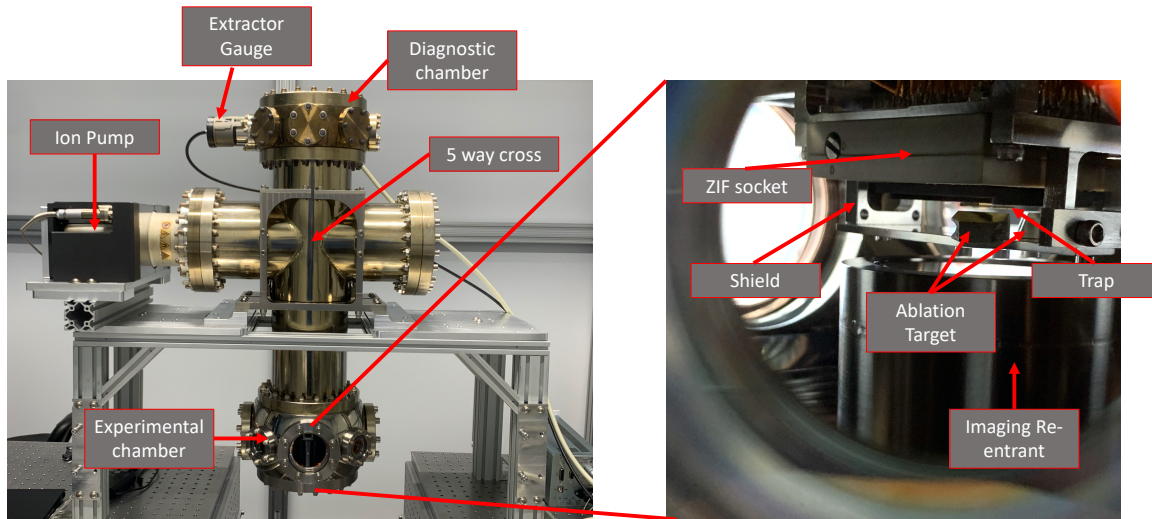 Extractor
Gauge
Diagnostic
chamber
Ion Pump
5 way cross
Experimental
chamber
ZIF socket
Shield
Ablation
Target
Trap
Imaging Re-
entrant